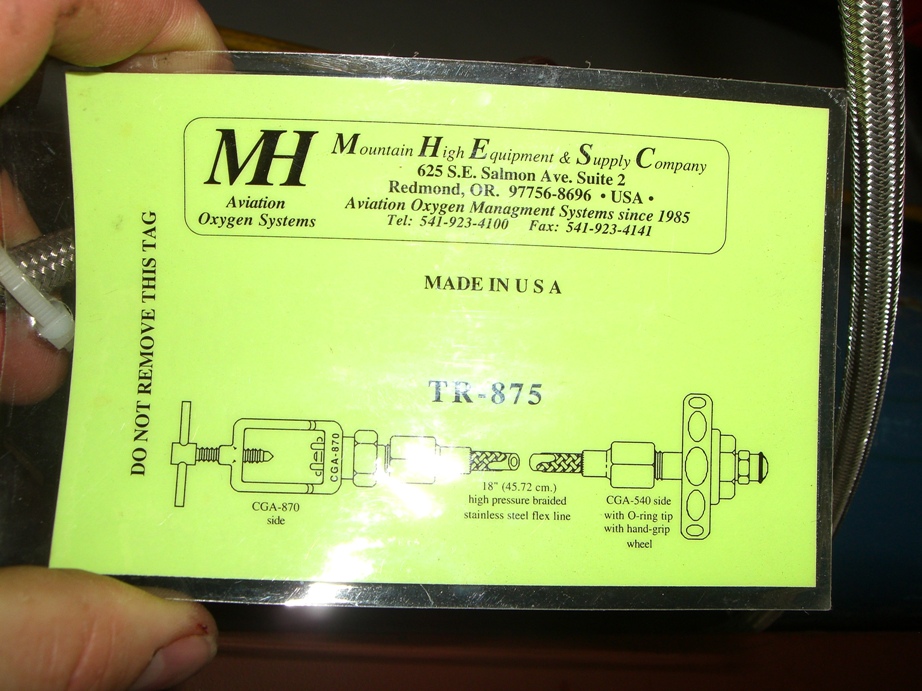 MH
Aviation
Oxygen Systems
Mountain High Equipment & Supply Company
625 S.E. Salmon Ave. Suite 2
Redmond, OR. 97756-8696 • USA •
Aviation Oxygen Managment Systems since 1985
Tel: 541-923-4100 Fax: 541-923-4141
DO NOT REMOVE THIS TAG
MADE IN U S A
TR-875
CGA-870
CGA-870
side
18" (45.72 cm.)
high pressure braided
stainless steel flex line
CGA-540 side
with O-ring tip
with hand-grip
wheel